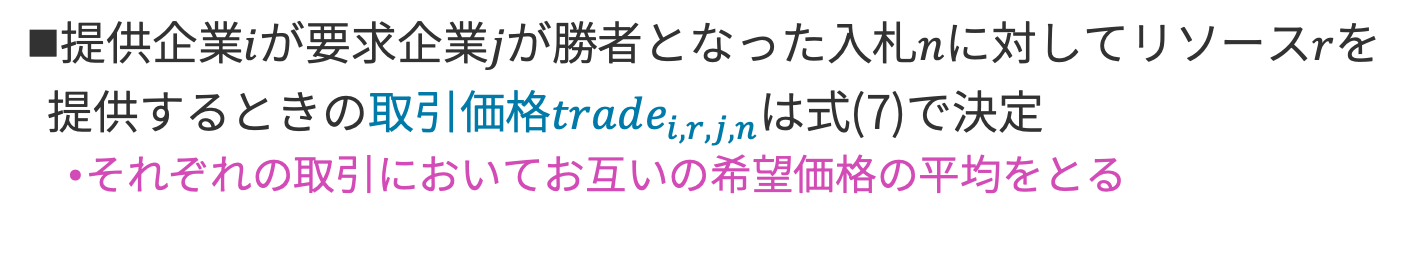 ■提供企業iが要求企業jが勝者となった入札nに対してリソースrを
提供するときの取引価格trade_{i,r,j,n}は式(7)で決定
•それぞれの取引においてお互いの希望価格の平均をとる